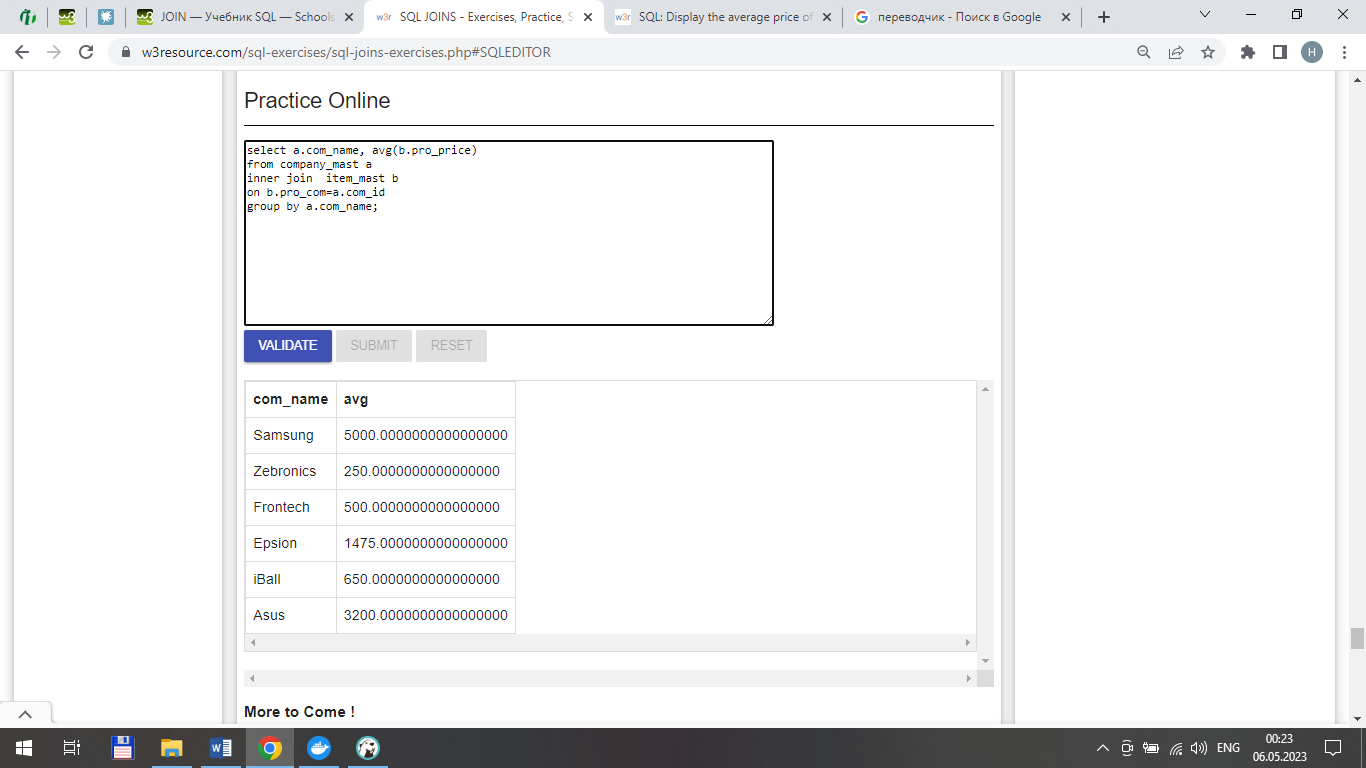 JOIN — Учебник SQL — Schools
w3r SQL JOINS - Exercises, Practice, S
w3r SQL: Display the average price of
переводчик - Поиск в Google
w3resource.com/sql-exercises/sql-joins-exercises.php#SQLEDITOR
H
Practice Online
select a.com_name, avg(b.pro_price)
from company_mast a
inner join  item_mast b
on b.pro_com=a.com_id
group by a.com_name;
VALIDATE SUBMIT RESET
com_name avg
Samsung 5000.0000000000000000
Zebronics 250.0000000000000000
Frontech 500.0000000000000000
Epsion 1475.0000000000000000
iBall 650.0000000000000000
Asus 3200.0000000000000000
More to Come !
ENG 00:23
06.05.2023